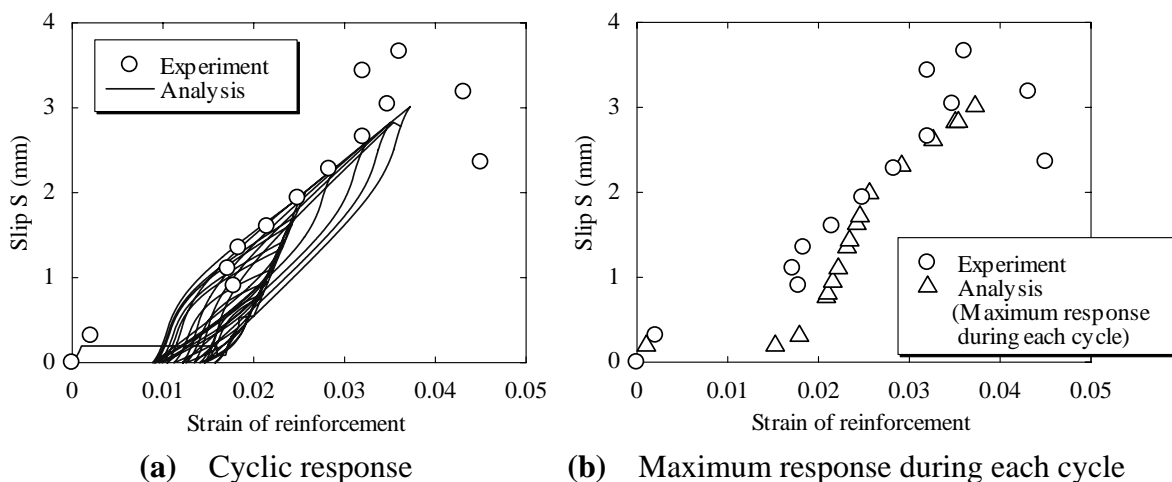 4
3
2
1
0
Slip S (mm)
Experiment
Analysis
0 0.01 0.02 0.03 0.04 0.05
Strain of reinforcement
(a) Cyclic response
4
3
2
1
0
Slip S (mm)
Experiment
Analysis
(Maximum response
during each cycle)
0 0.01 0.02 0.03 0.04 0.05
Strain of reinforcement
(b) Maximum response during each cycle